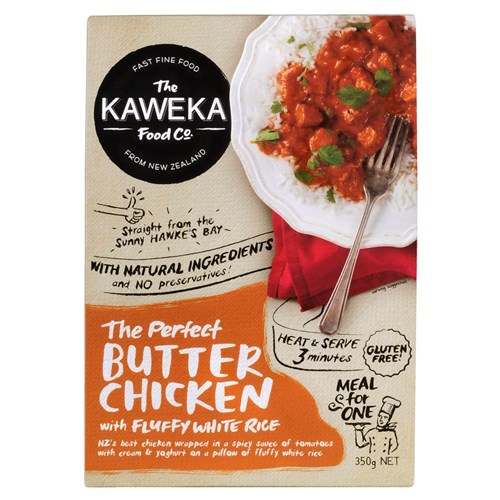 FAST FINE FOOD
The
KAWEKA
Food Co.
FROM NEW ZEALAND
Straight from the
Sunny HAWKE'S BAY
WITH NATURAL INGREDIENTS
and NO preservatives!
serving suggestion
The Perfect
BUTTER
CHICKEN
with FLUFFY WHITE RICE
NZ's best chicken wrapped in a spicy sauce of tomatoes
with cream & yoghurt on a pillow of fluffy white rice
HEAT & SERVE
3 minutes
GLUTEN
FREE!
MEAL
for
ONE
350g NET